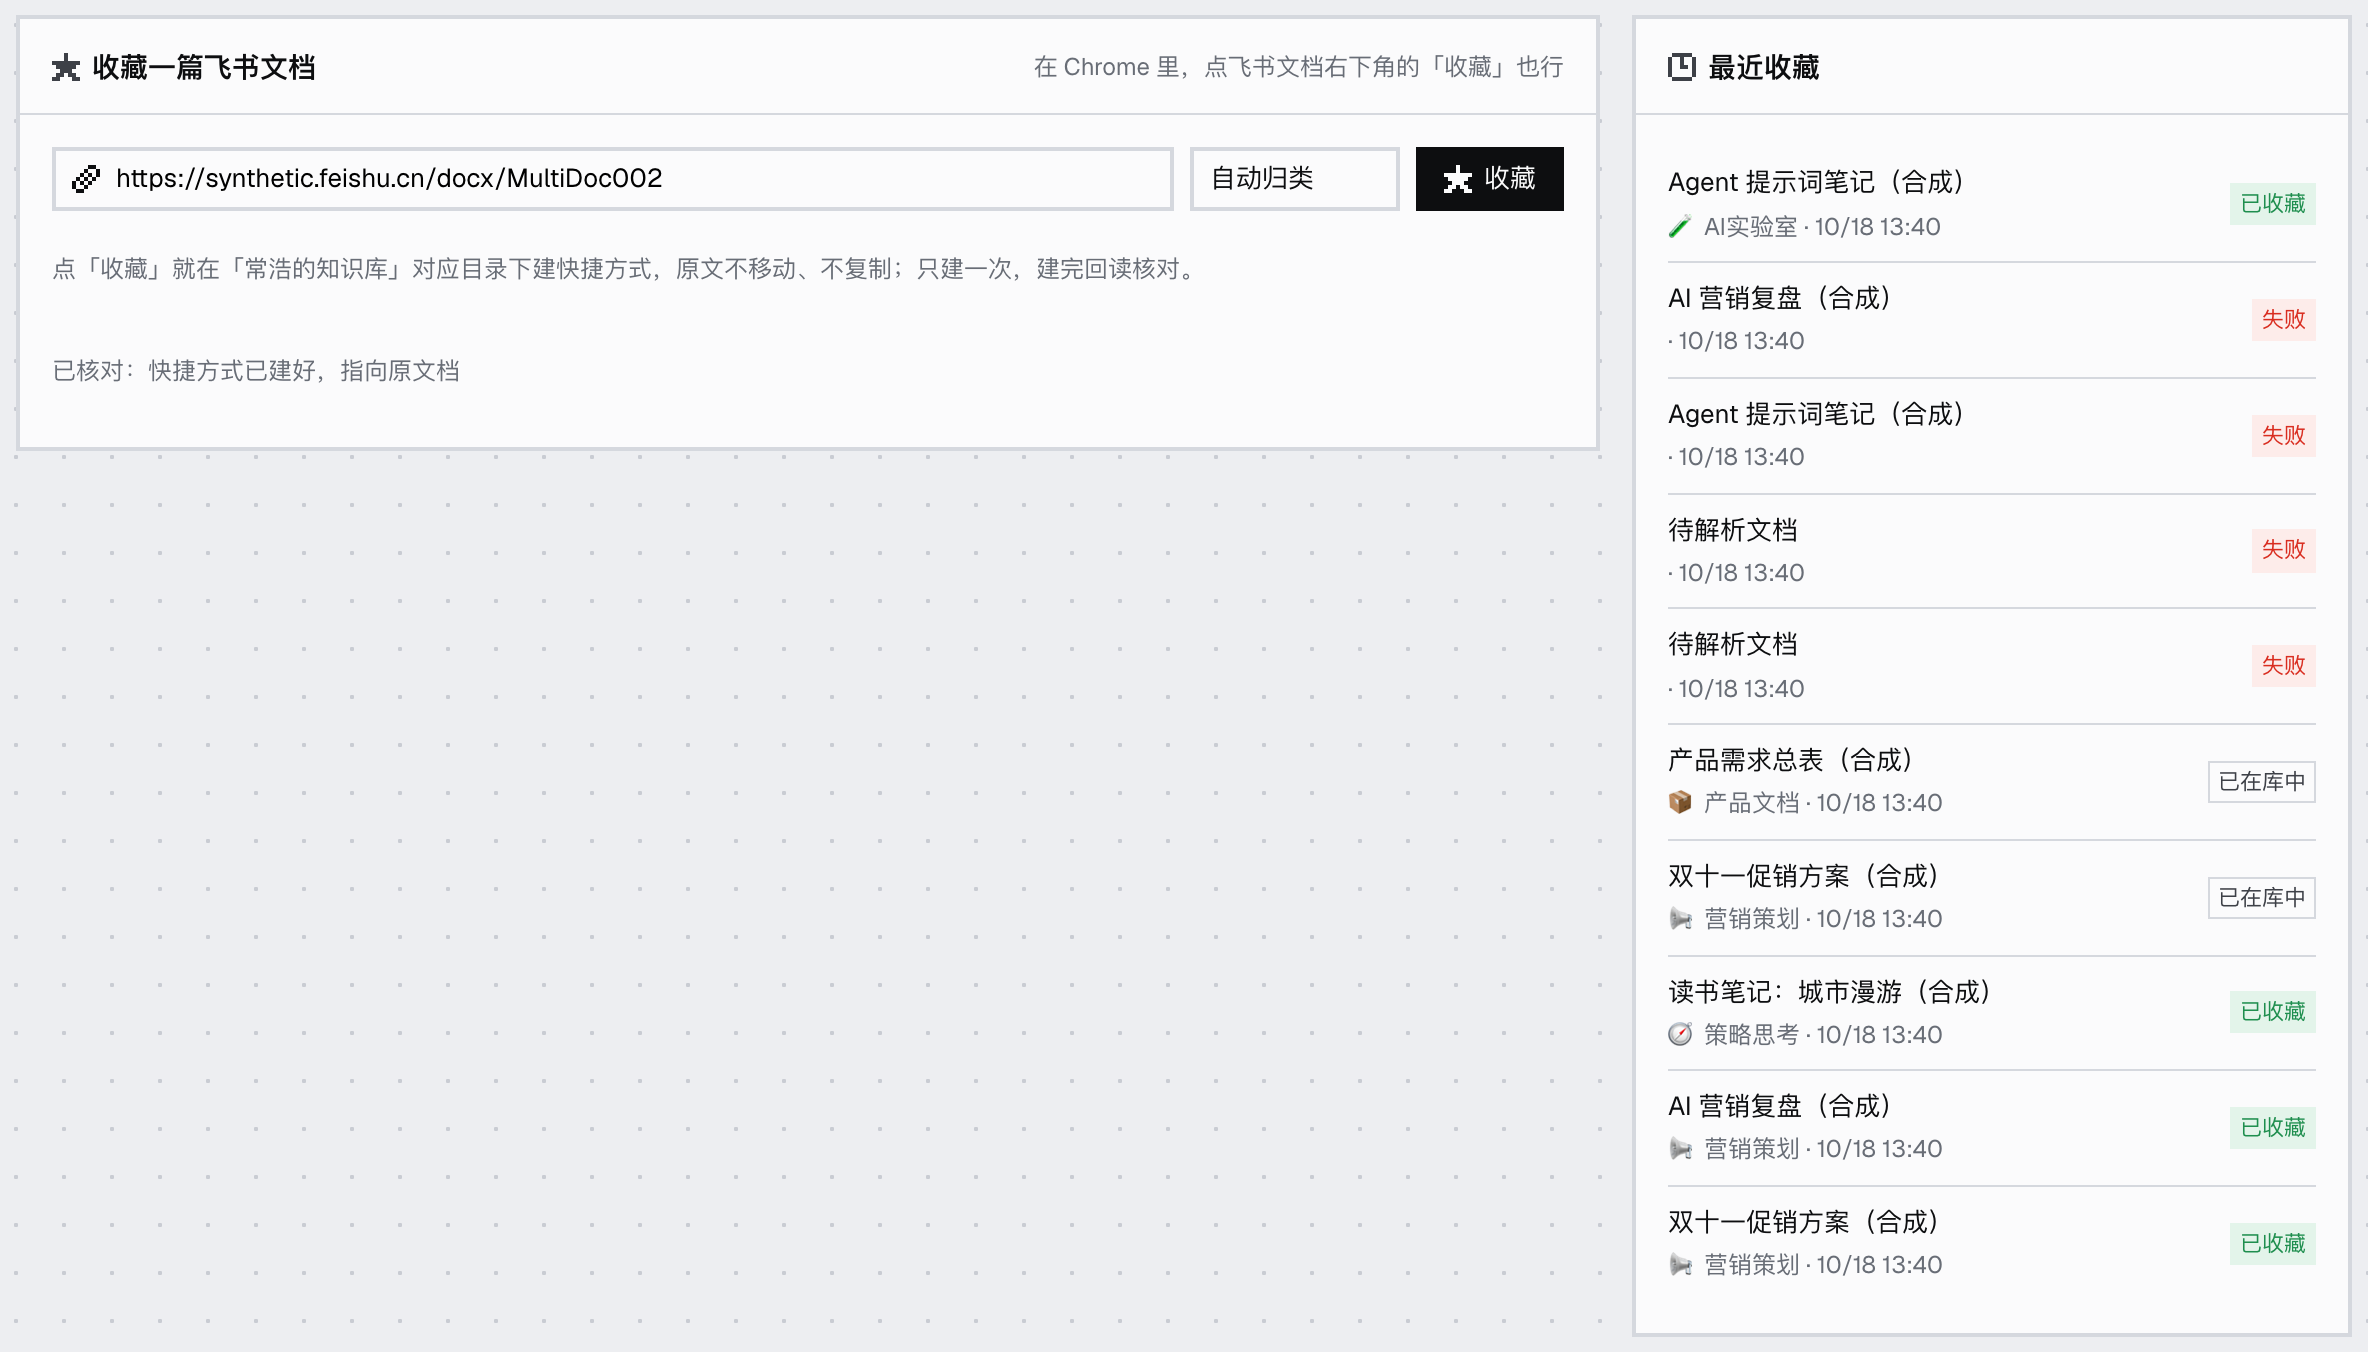 收藏一篇飞书文档
在 Chrome 里，点飞书文档右下角的「收藏」也行
https://synthetic.feishu.cn/docx/MultiDoc002
自动归类
收藏
点「收藏」就在「常浩的知识库」对应目录下建快捷方式，原文不移动、不复制；只建一次，建完回读核对。
已核对：快捷方式已建好，指向原文档
最近收藏
Agent 提示词笔记（合成）
已收藏
AI实验室 · 10/18 13:40
AI 营销复盘（合成）
失败
· 10/18 13:40
Agent 提示词笔记（合成）
失败
· 10/18 13:40
待解析文档
失败
· 10/18 13:40
待解析文档
失败
· 10/18 13:40
产品需求总表（合成）
已在库中
产品文档 · 10/18 13:40
双十一促销方案（合成）
已在库中
营销策划 · 10/18 13:40
读书笔记：城市漫游（合成）
已收藏
策略思考 · 10/18 13:40
AI 营销复盘（合成）
已收藏
营销策划 · 10/18 13:40
双十一促销方案（合成）
已收藏
营销策划 · 10/18 13:40